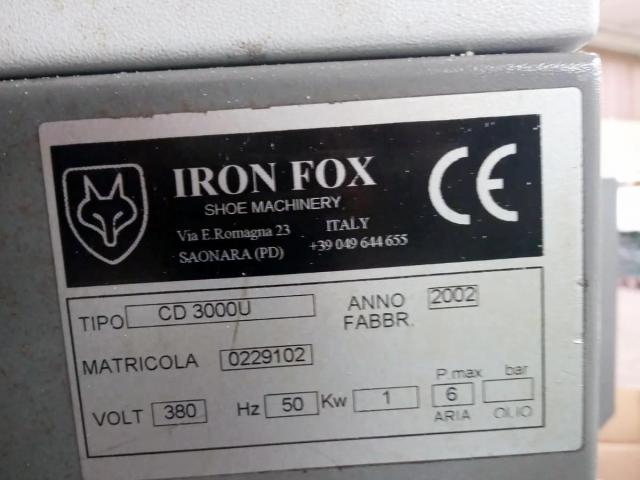 IRON FOX
SHOE MACHINERY
Via E.Romagna 23 ITALY
SAONARA (PD) +39 049 644 655
CE
TIPO CD 3000U ANNO FABBR. 2002
MATRICOLA 0229102
VOLT 380 Hz 50 Kw 1 P.max 6 ARIA bar OLIO